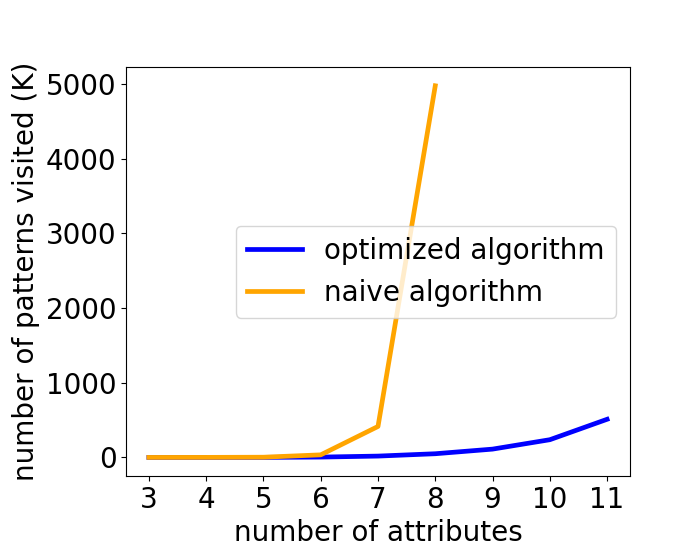 number of patterns visited (K)
5000
4000
3000
2000
1000
0
optimized algorithm
naive algorithm
3 4 5 6 7 8 9 10 11
number of attributes